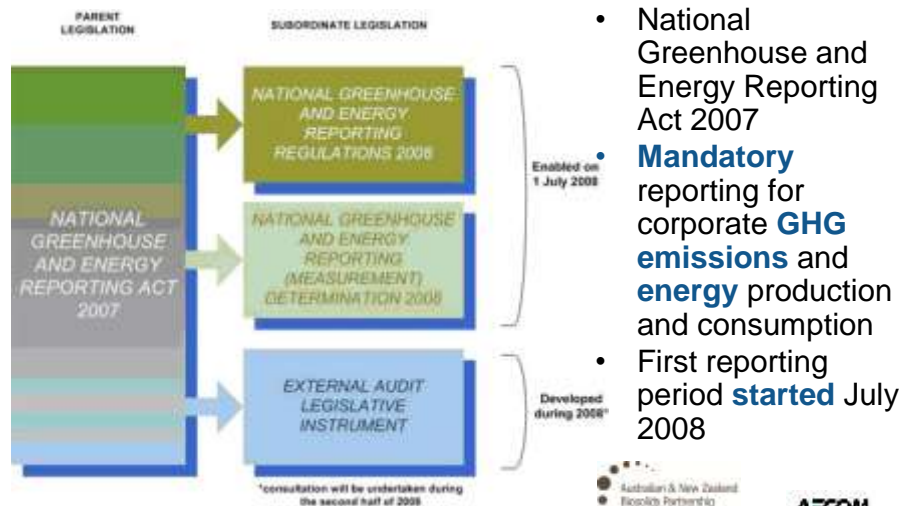 PARENT
LEGISLATION
SUBORDINATE LEGISLATION
NATIONAL
GREENHOUSE
AND ENERGY
REPORTING ACT
2007
NATIONAL GREENHOUSE
AND ENERGY
REPORTING
REGULATIONS 2008
NATIONAL GREENHOUSE
AND ENERGY
REPORTING
(MEASUREMENT)
DETERMINATION 2008
Enabled on
1 July 2008
EXTERNAL AUDIT
LEGISLATIVE
INSTRUMENT
Developed
during 2008*
*consultation will be undertaken during
the second half of 2008
• National
Greenhouse and
Energy Reporting
Act 2007
• Mandatory
reporting for
corporate GHG
emissions and
energy production
and consumption
• First reporting
period started July
2008
Australian & New Zealand
Biosolids Partnership
AECOM